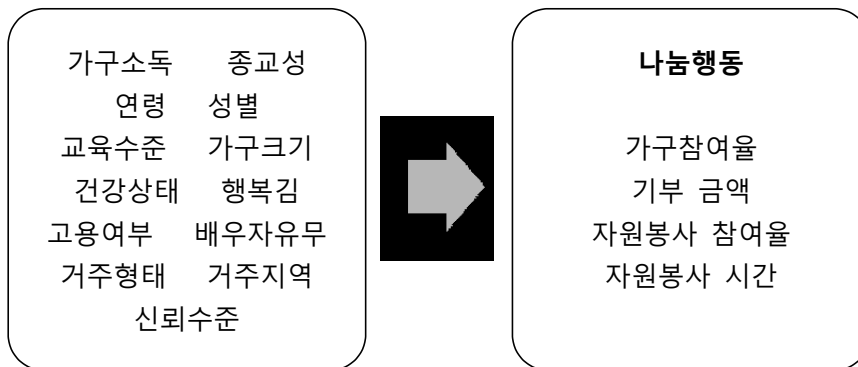 가구소독 종교성
연령 성별
교육수준 가구크기
건강상태 행복김
고용여부 배우자유무
거주형태 거주지역
신뢰수준
나눔행동
가구참여율
기부 금액
자원봉사 참여율
자원봉사 시간